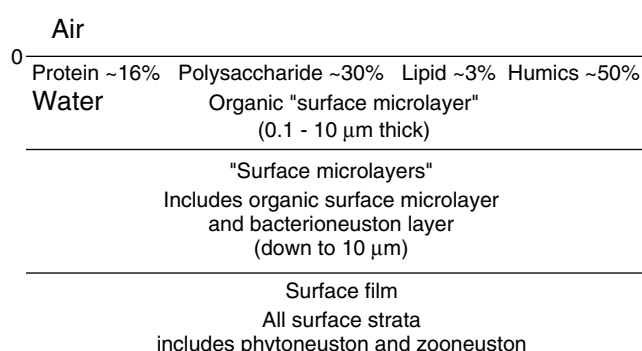 Air
0
Protein ~16% Polysaccharide ~30% Lipid ~3% Humics ~50%
Water Organic "surface microlayer"
(0.1 - 10 μm thick)
"Surface microlayers"
Includes organic surface microlayer
and bacterioneuston layer
(down to 10 μm)
Surface film
All surface strata
includes phytoneuston and zooneuston